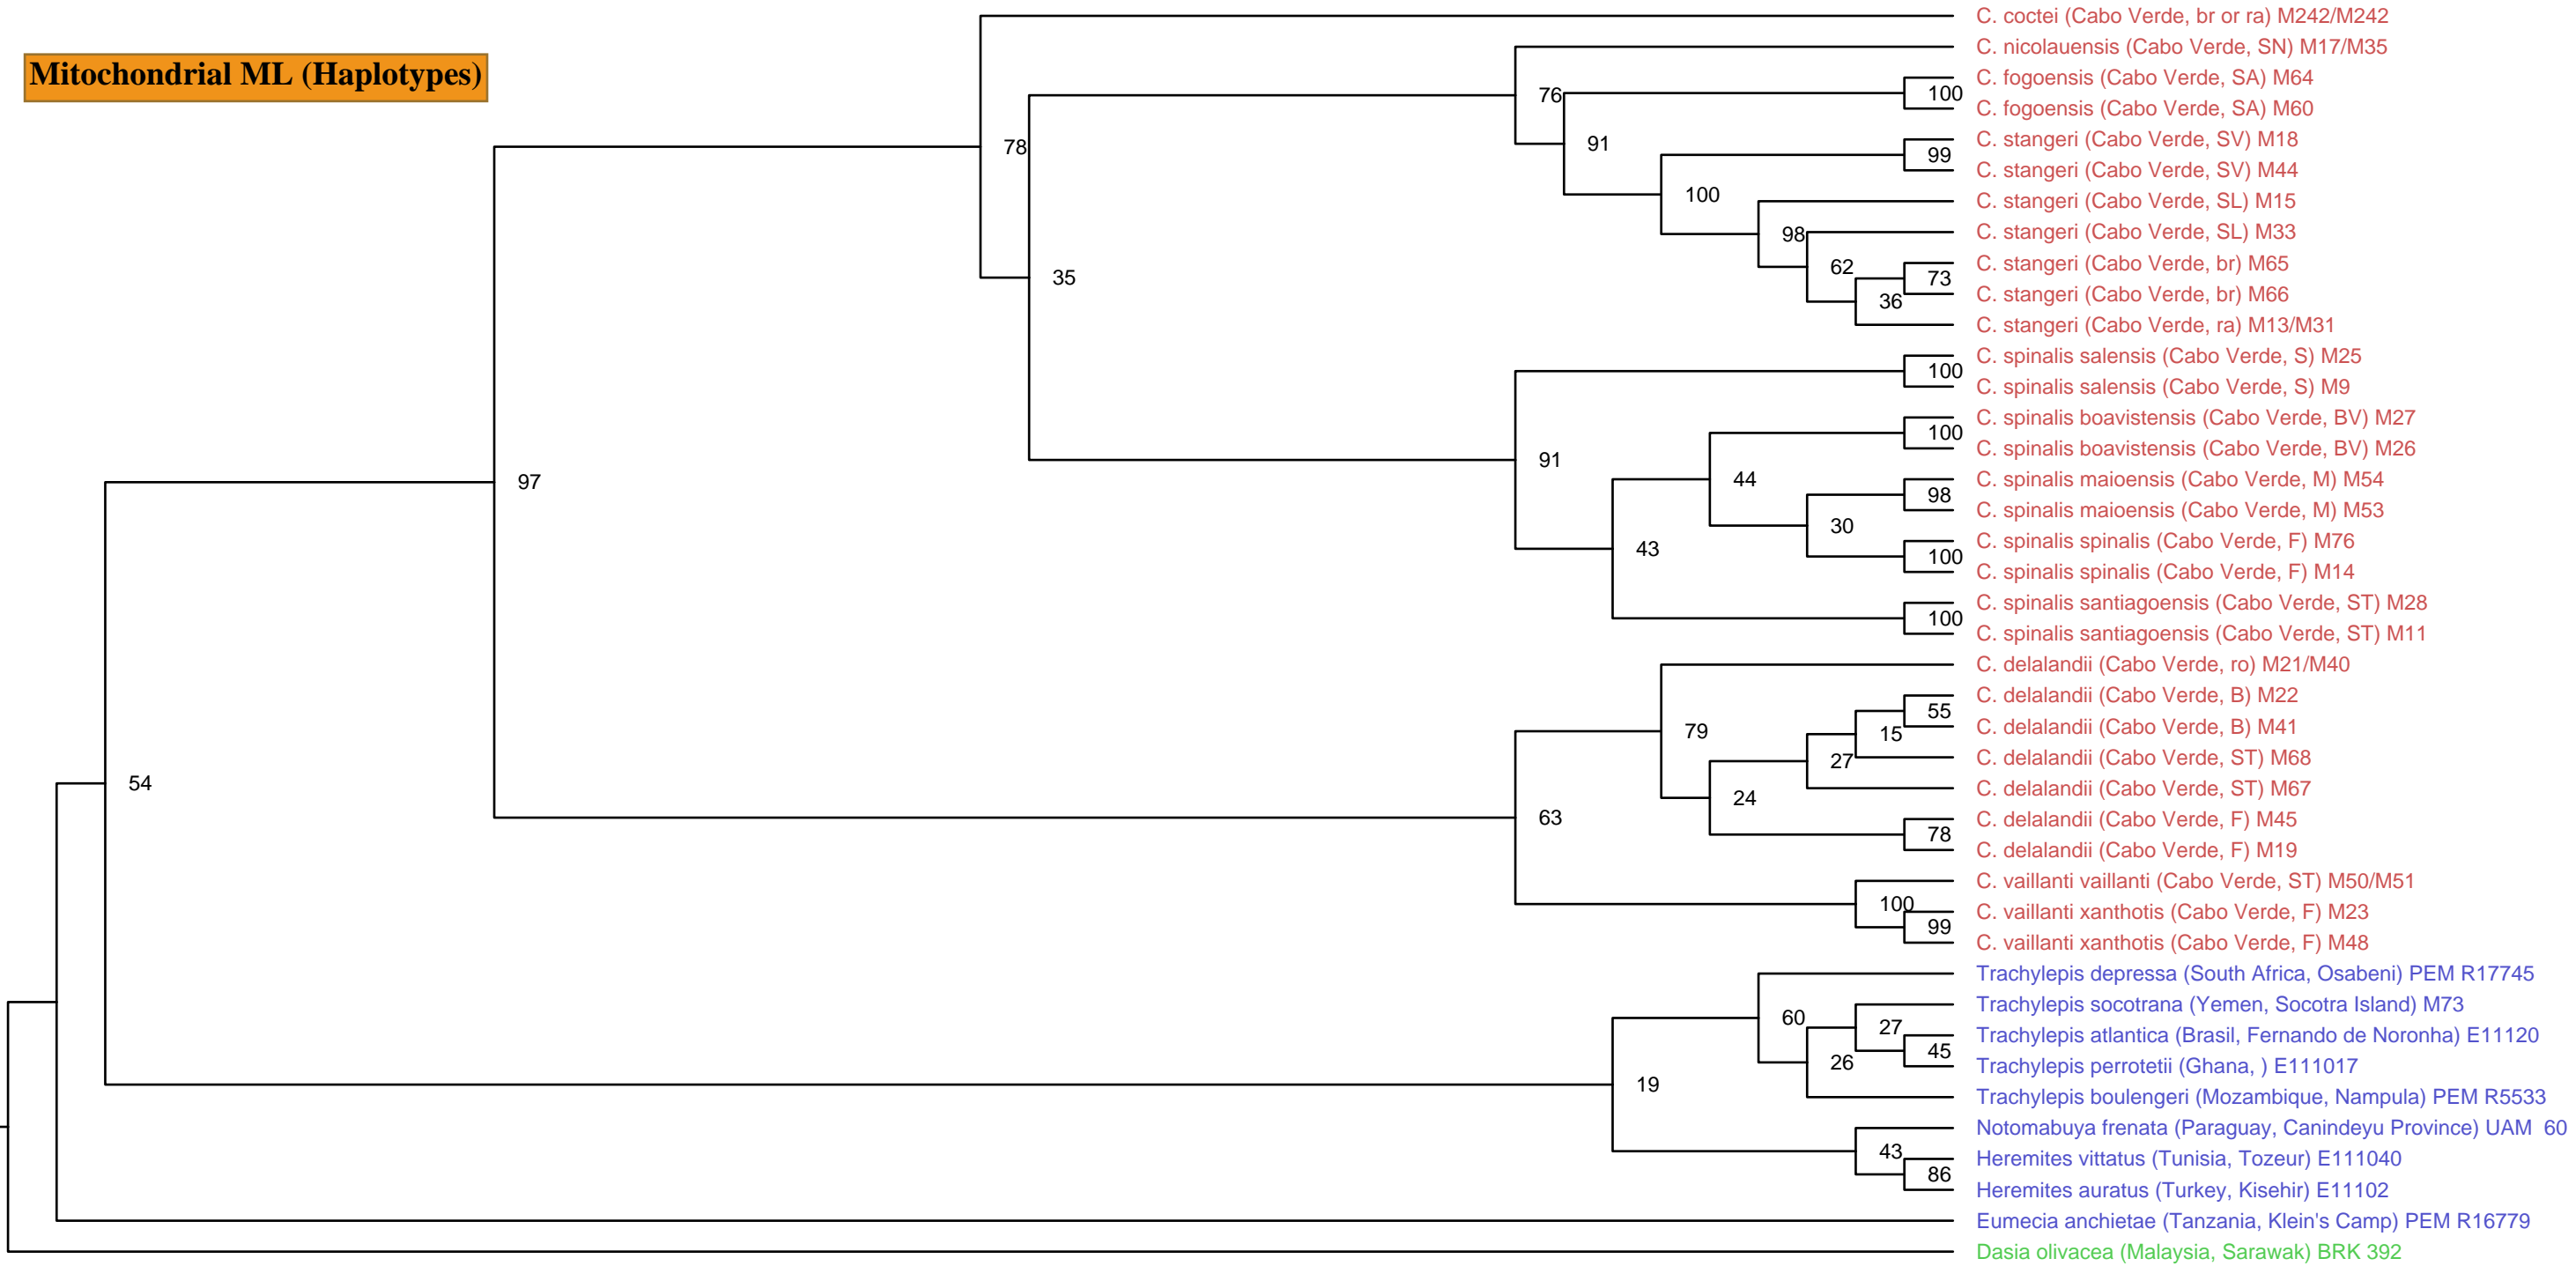 C. coctei (Cabo Verde, br or ra) M242/M242
C. nicolauensis (Cabo Verde, SN) M17/M35
Mitochondrial ML (Haplotypes)
C. fogoensis (Cabo Verde, SA) M64
76
100
C. fogoensis (Cabo Verde, SA) M60
C. stangeri (Cabo Verde, SV) M18
78
91
99
C. stangeri (Cabo Verde, SV) M44
100
C. stangeri (Cabo Verde, SL) M15
98
C. stangeri (Cabo Verde, SL) M33
62
C. stangeri (Cabo Verde, br) M65
35
73
C. stangeri (Cabo Verde, br) M66
36
C. stangeri (Cabo Verde, ra) M13/M31
C. spinalis salensis (Cabo Verde, S) M25
100
C. spinalis salensis (Cabo Verde, S) M9
C. spinalis boavistensis (Cabo Verde, BV) M27
100
C. spinalis boavistensis (Cabo Verde, BV) M26
91
97
44
C. spinalis maioensis (Cabo Verde, M) M54
98
C. spinalis maioensis (Cabo Verde, M) M53
30
C. spinalis spinalis (Cabo Verde, F) M76
43
100
C. spinalis spinalis (Cabo Verde, F) M14
C. spinalis santiagoensis (Cabo Verde, ST) M28
100
C. spinalis santiagoensis (Cabo Verde, ST) M11
C. delalandii (Cabo Verde, ro) M21/M40
C. delalandii (Cabo Verde, B) M22
55
79
15
C. delalandii (Cabo Verde, B) M41
27
C. delalandii (Cabo Verde, ST) M68
54
24
C. delalandii (Cabo Verde, ST) M67
63
C. delalandii (Cabo Verde, F) M45
78
C. delalandii (Cabo Verde, F) M19
C. vaillanti vaillanti (Cabo Verde, ST) M50/M51
100
C. vaillanti xanthotis (Cabo Verde, F) M23
99
C. vaillanti xanthotis (Cabo Verde, F) M48
Trachylepis depressa (South Africa, Osabeni) PEM R17745
Trachylepis socotrana (Yemen, Socotra Island) M73
60
27
Trachylepis atlantica (Brasil, Fernando de Noronha) E11120
45
26
Trachylepis perrotetii (Ghana, ) E111017
19
Trachylepis boulengeri (Mozambique, Nampula) PEM R5533
Notomabuya frenata (Paraguay, Canindeyu Province) UAM 60
43
Heremites vittatus (Tunisia, Tozeur) E111040
86
Heremites auratus (Turkey, Kisehir) E11102
Eumecia anchietae (Tanzania, Klein's Camp) PEM R16779
Dasia olivacea (Malaysia, Sarawak) BRK 392